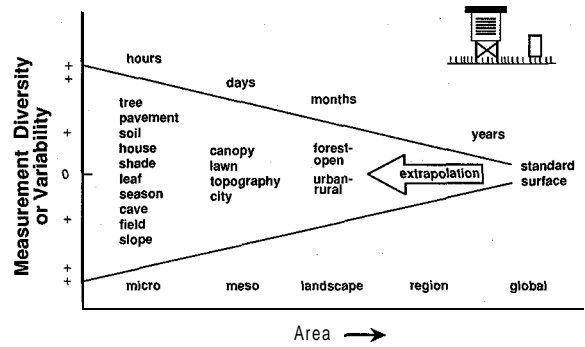 Measurement Diversity
or Variability
+
+
+
0
+
+
+
hours
days
months
years
tree
pavement
soil
house
shade
leaf
season
cave
field
slope
canopy
lawn
topography
city
forest-
open
urban-
rural
extrapolation
standard
surface
micro
meso
landscape
region
global
Area